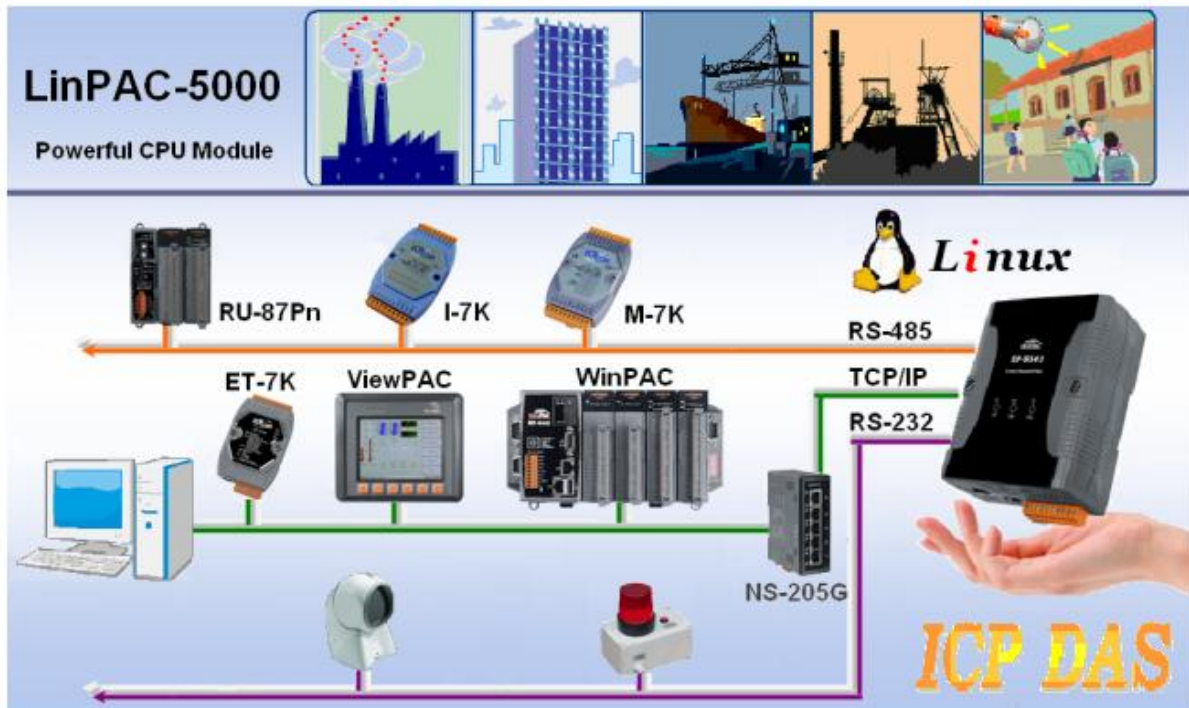 LinPAC-5000
Powerful CPU Module
Linux
RU-87Pn
I-7K
M-7K
RS-485
ET-7K
ViewPAC
WinPAC
TCP/IP
RS-232
NS-205G
ICP DAS